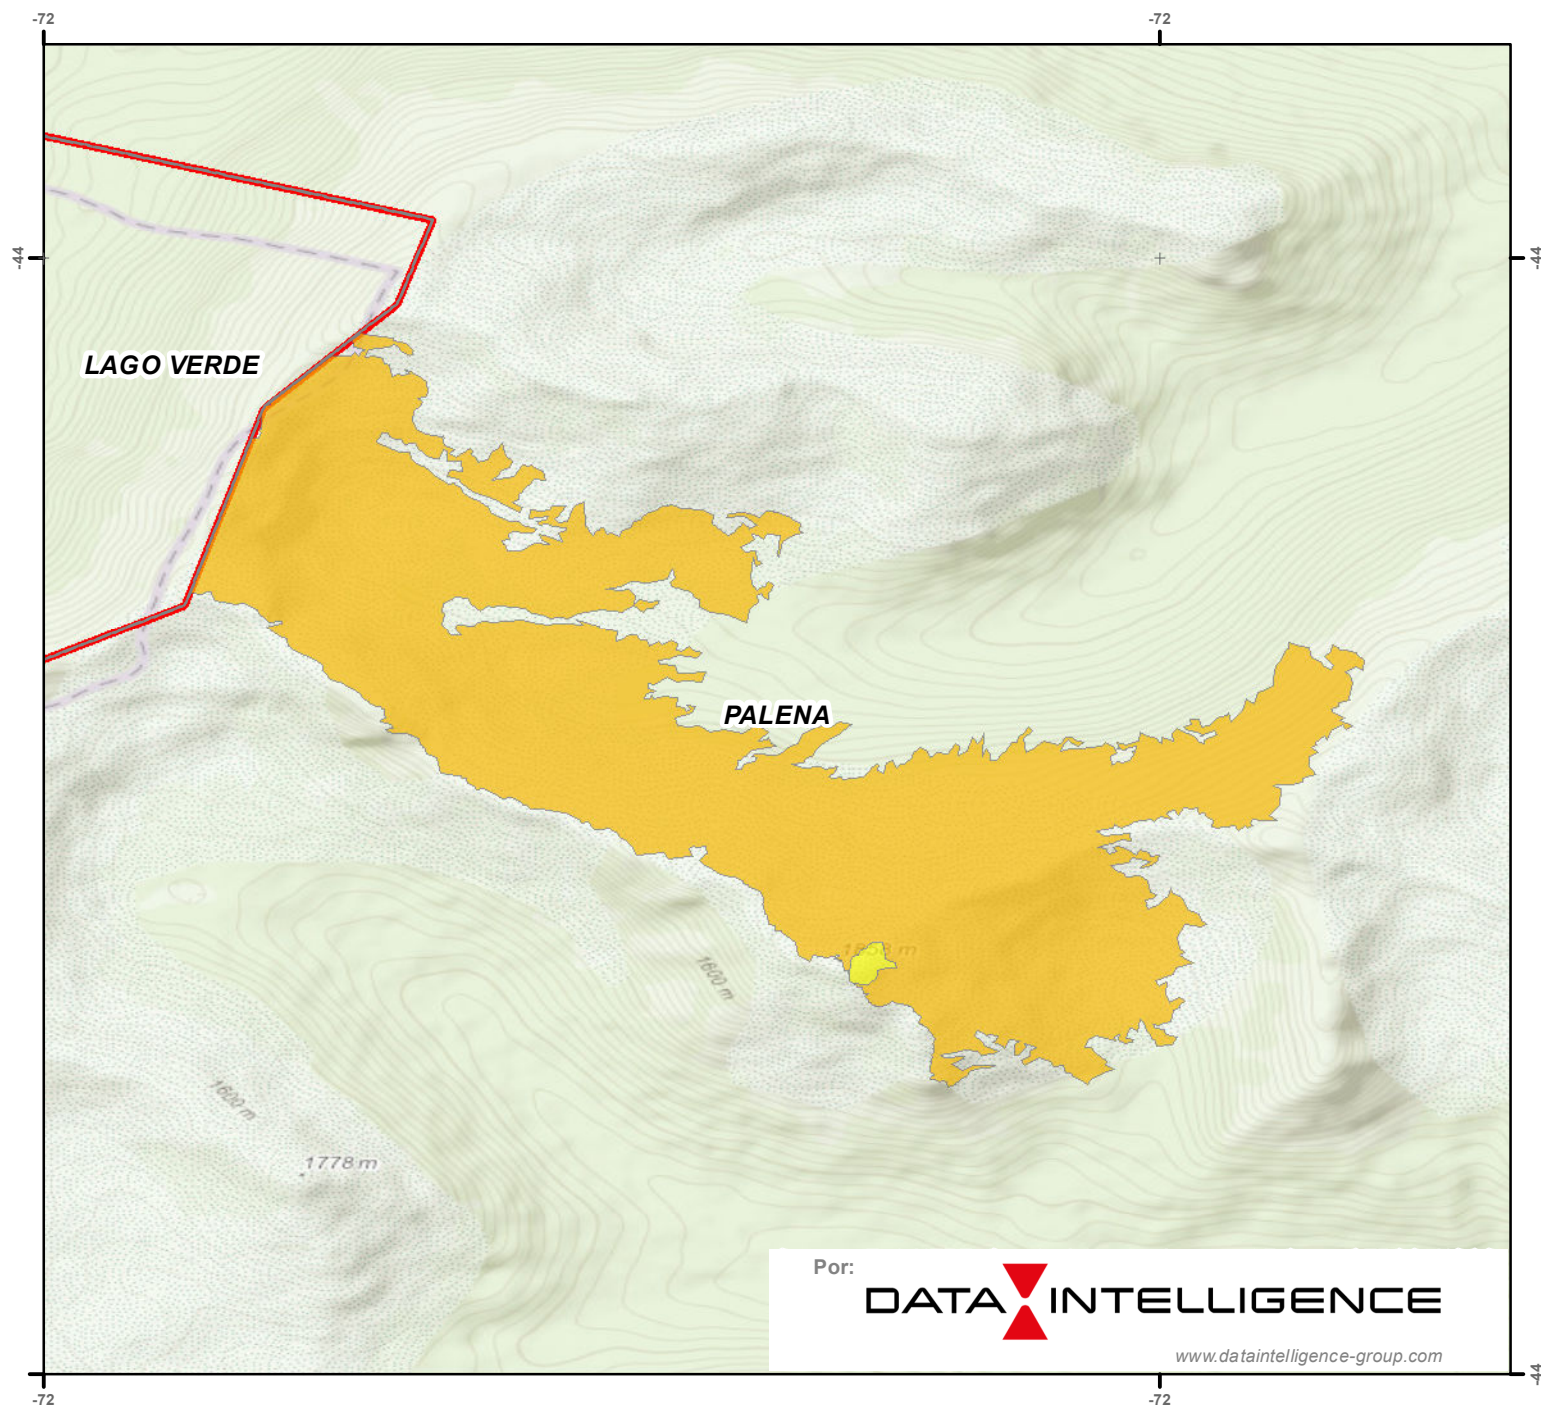 -72
-72
-44
-44
LAGO VERDE
PALENA
1600 m
1600 m
1778 m
Por:
DATA INTELLIGENCE
www.dataintelligence-group.com
-44
-72
-72